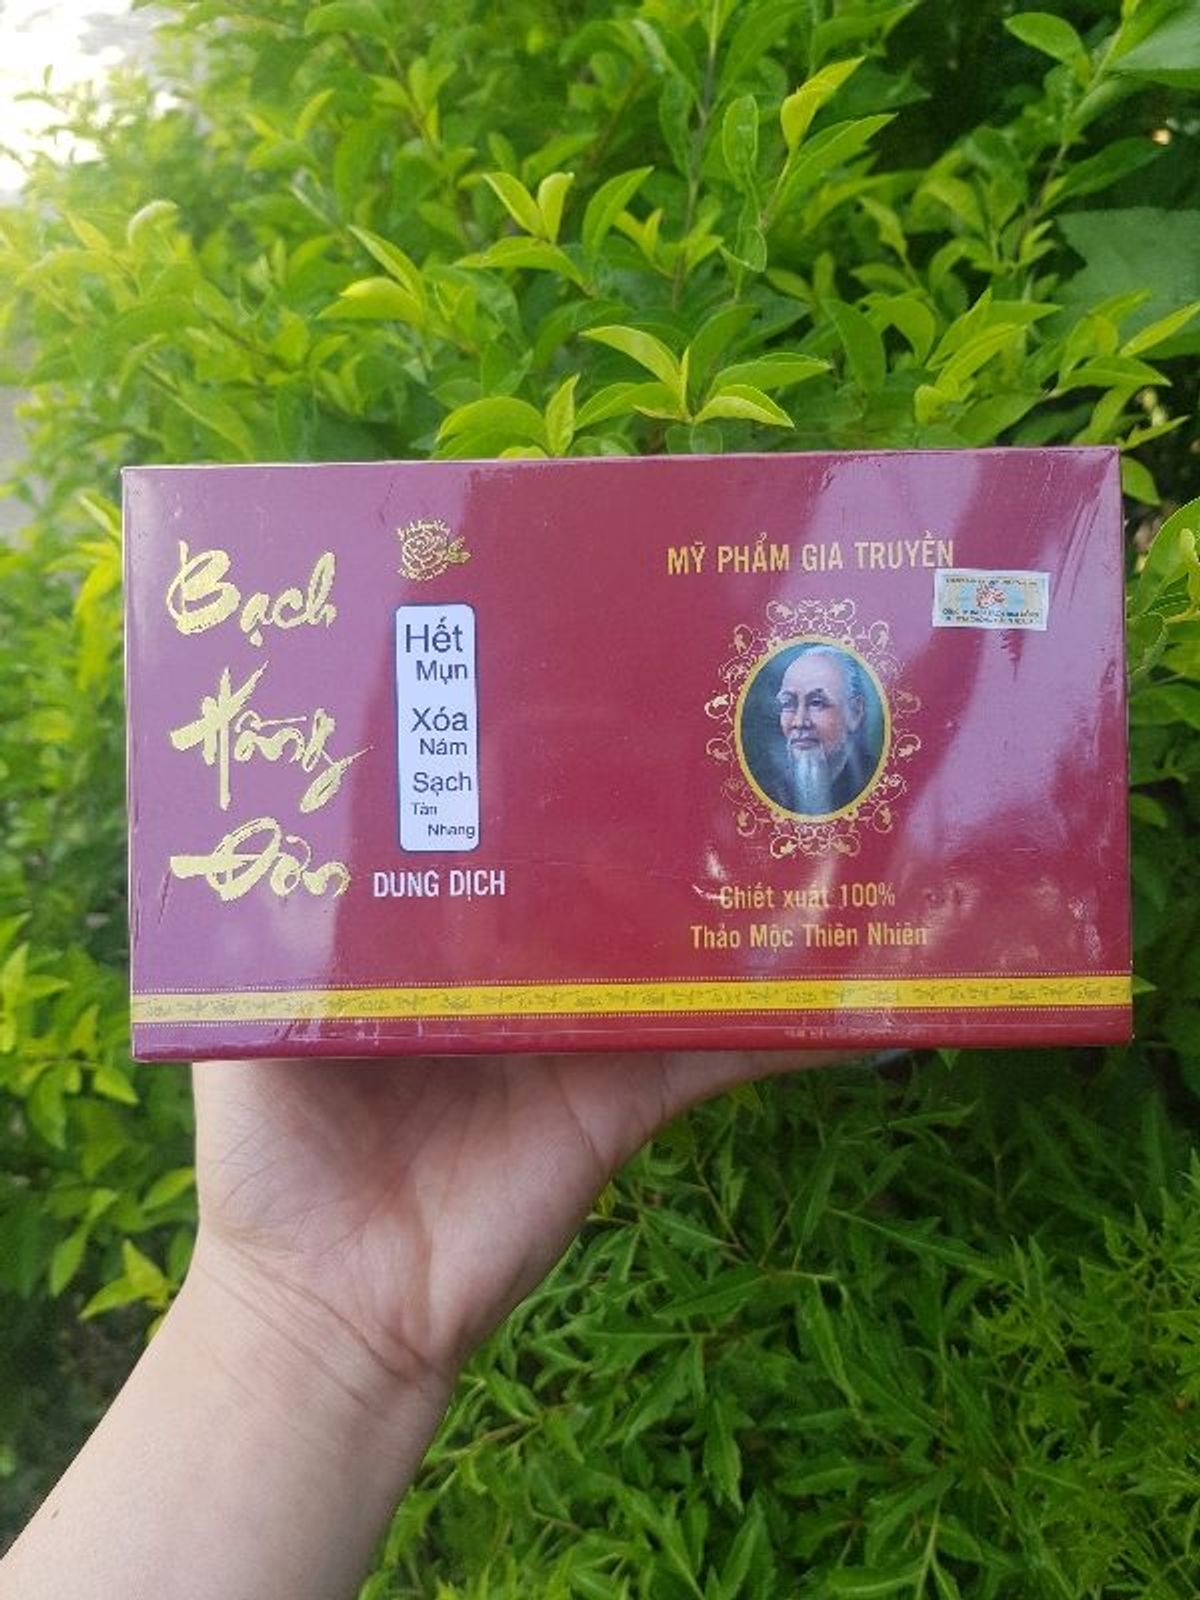 Bạch
Hồng
Đờn
Hết
Mụn
Xóa
Nám
Sạch
Tàn
Nhang
DUNG DỊCH
MỸ PHẨM GIA TRUYỀN
Chiết xuất 100%
Thảo Mộc Thiên Nhiên